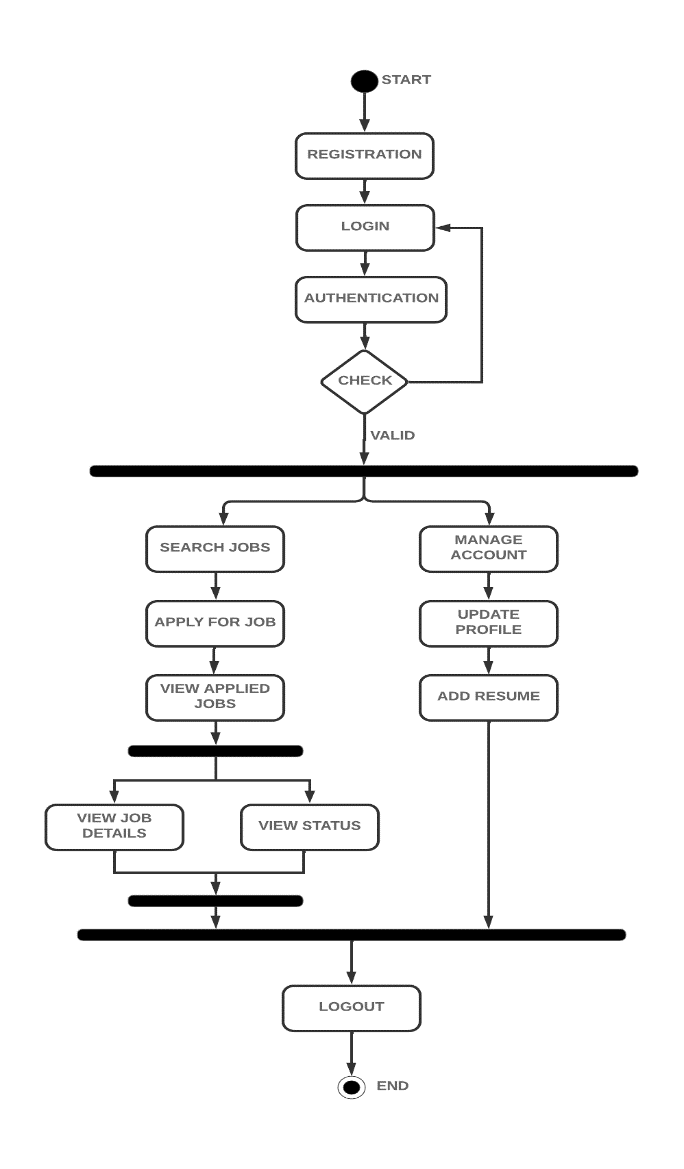 START
REGISTRATION
LOGIN
AUTHENTICATION
CHECK
VALID
SEARCH JOBS
MANAGE
ACCOUNT
APPLY FOR JOB
UPDATE
PROFILE
VIEW APPLIED
JOBS
ADD RESUME
VIEW JOB
DETAILS
VIEW STATUS
LOGOUT
END